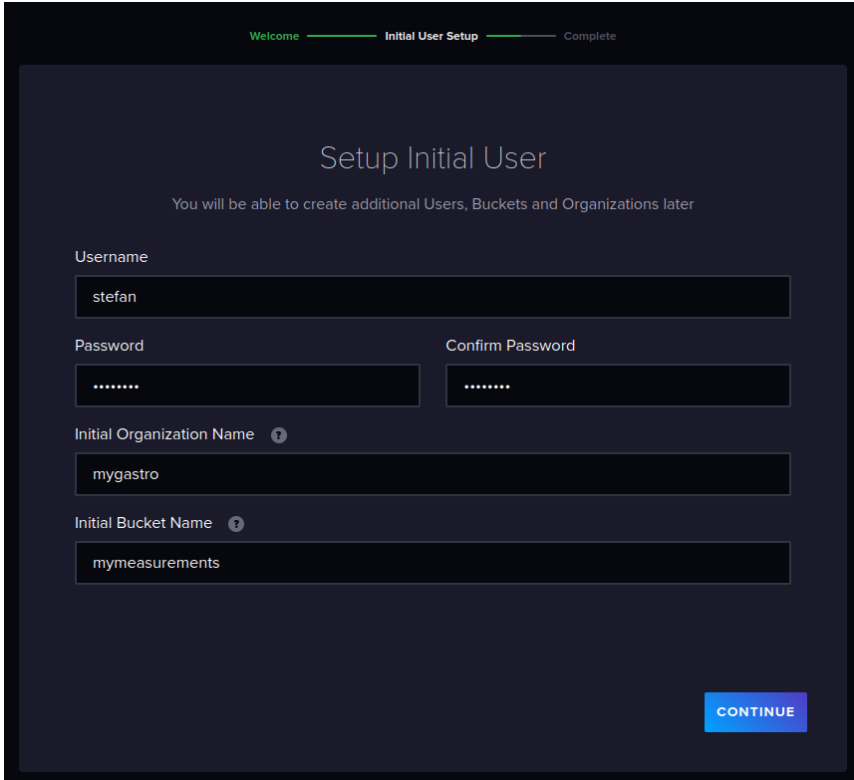 Welcome Initial User Setup Complete
Setup Initial User
You will be able to create additional Users, Buckets and Organizations later
Username
stefan
Password Confirm Password
•••••••• ••••••••
Initial Organization Name ?
mygastro
Initial Bucket Name ?
mymeasurements
CONTINUE